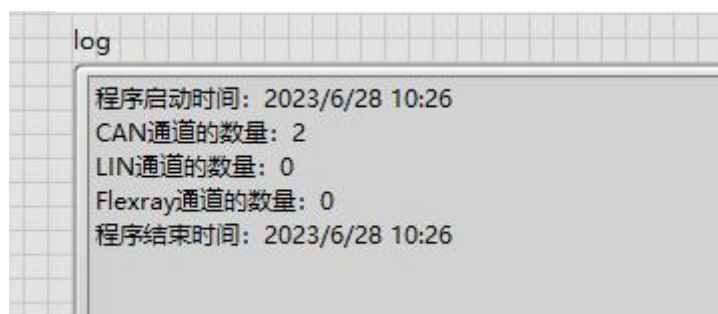 log
程序启动时间：2023/6/28 10:26
CAN通道的数量：2
LIN通道的数量：0
Flexray通道的数量：0
程序结束时间：2023/6/28 10:26